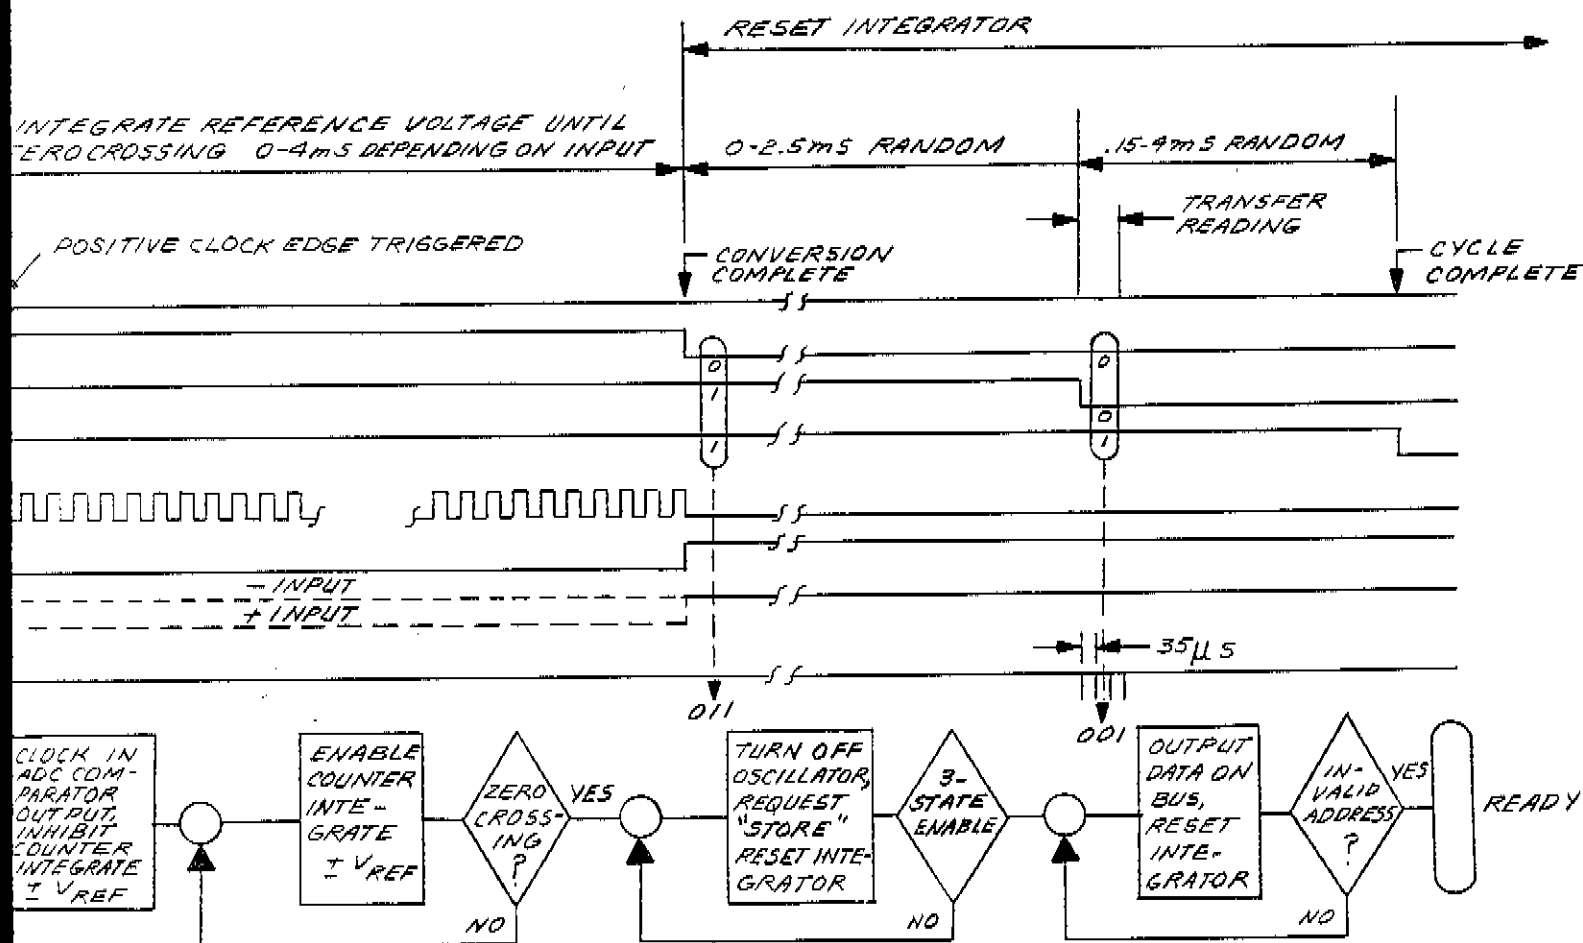 RESET INTEGRATOR
INTEGRATE REFERENCE VOLTAGE UNTIL
ZERO CROSSING 0-4mS DEPENDING ON INPUT
0-2.5mS RANDOM
.15-4mS RANDOM
TRANSFER
READING
POSITIVE CLOCK EDGE TRIGGERED
CONVERSION
COMPLETE
CYCLE
COMPLETE
0
1
1
0
0
1
- INPUT
+ INPUT
35µS
011
001
CLOCK IN
ADC COM-
PARATOR
OUTPUT,
INHIBIT
COUNTER
INTEGRATE
± VREF
ENABLE
COUNTER
INTE-
GRATE
± VREF
ZERO
CROSS-
ING
?
YES
NO
TURN OFF
OSCILLATOR,
REQUEST
"STORE"
RESET INTE-
GRATOR
3-
STATE
ENABLE
NO
OUTPUT
DATA ON
BUS,
RESET
INTE-
GRATOR
IN-
VALID
ADDRESS
?
YES
NO
READY